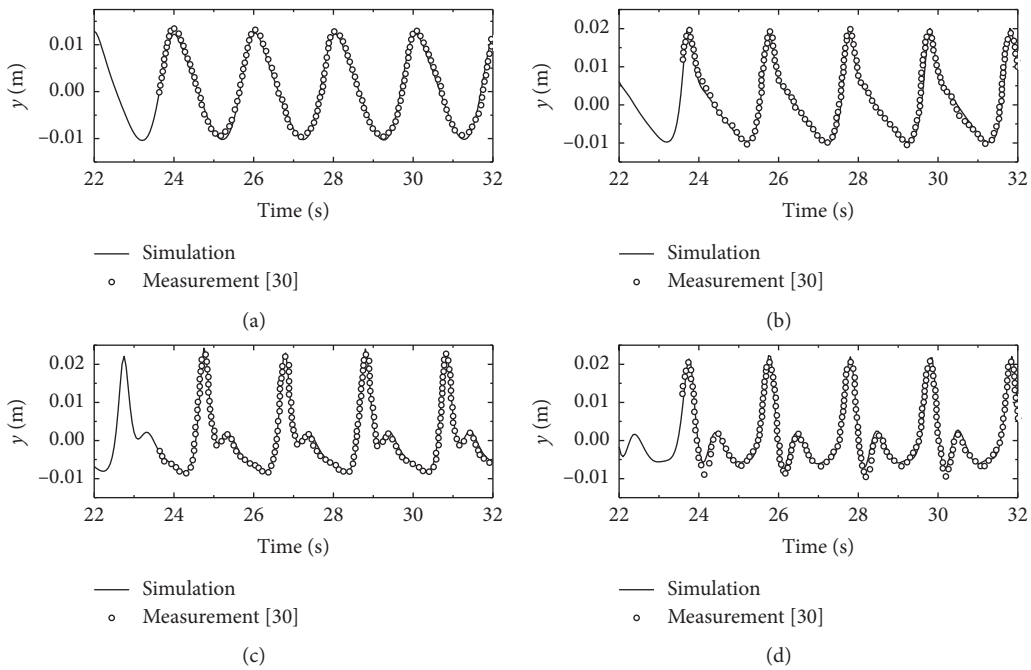 0.01
0.00
−0.01
y (m)
22 24 26 28 30 32
Time (s)
Simulation
Measurement [30]
(a)
0.02
0.01
0.00
−0.01
y (m)
22 24 26 28 30 32
Time (s)
Simulation
Measurement [30]
(b)
0.02
0.01
0.00
−0.01
y (m)
22 24 26 28 30 32
Time (s)
Simulation
Measurement [30]
(c)
0.02
0.01
0.00
−0.01
y (m)
22 24 26 28 30 32
Time (s)
Simulation
Measurement [30]
(d)